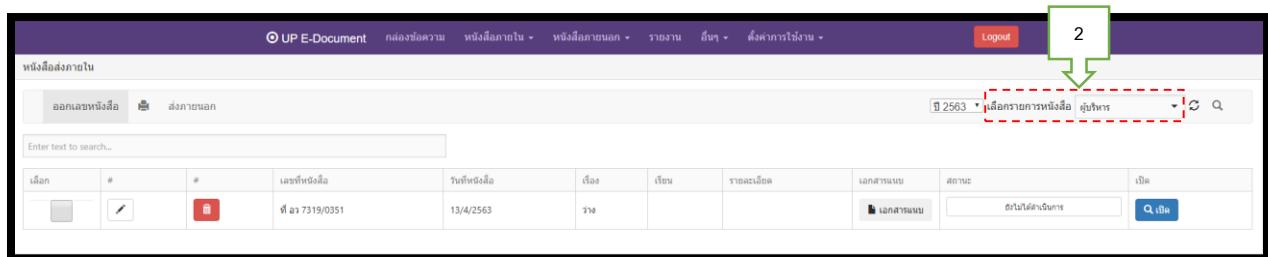 2
UP E-Document กล่องข้อความ หนังสือภายใน หนังสือภายนอก รายงาน อื่นๆ ตั้งค่าการใช้งาน Logout
หนังสือส่งภายใน
ออกเลขหนังสือ ส่งภายนอก ปี 2563 เลือกรายการหนังสือ ผู้บริหาร
Enter text to search...
เลือก # # เลขที่หนังสือ วันที่หนังสือ เรื่อง เรียน รายละเอียด เอกสารแนบ สถานะ เปิด
ที่ อว 7319/0351 13/4/2563 ว่าง เอกสารแนบ ยังไม่ได้ดำเนินการ เปิด